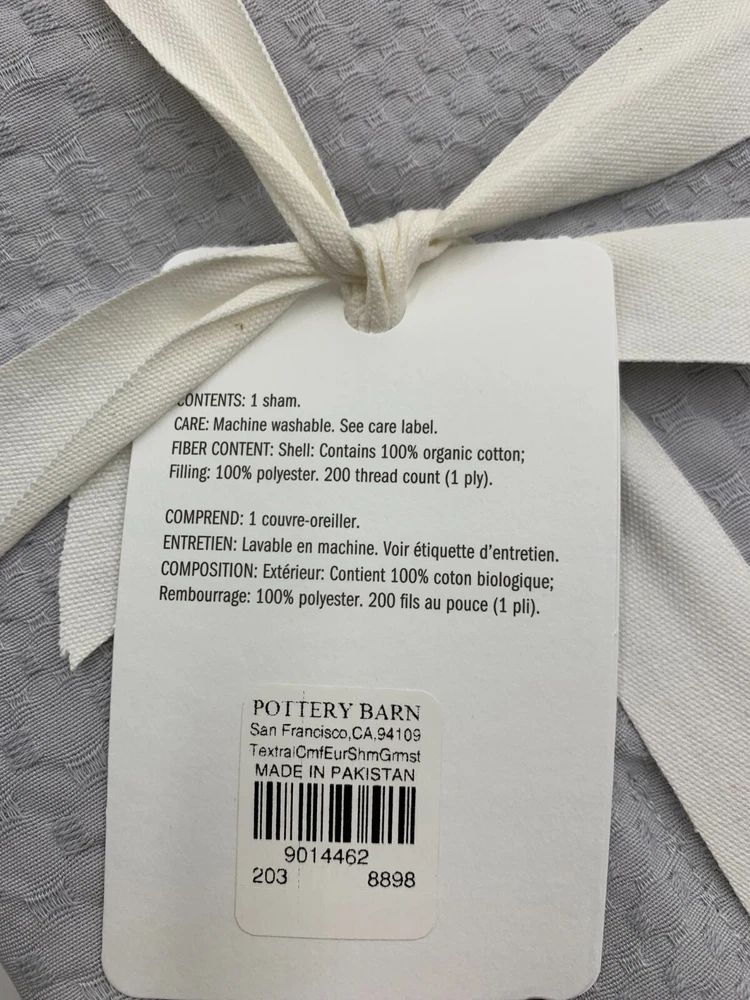 CONTENTS: 1 sham.
CARE: Machine washable. See care label.
FIBER CONTENT: Shell: Contains 100% organic cotton;
Filling: 100% polyester. 200 thread count (1 ply).
COMPREND: 1 couvre-oreiller.
ENTRETIEN: Lavable en machine. Voir étiquette d'entretien.
COMPOSITION: Extérieur: Contient 100% coton biologique;
Rembourrage: 100% polyester. 200 fils au pouce (1 pli).
POTTERY BARN
San Francisco,CA,94109
TextralCmfEurShmGrmst
MADE IN PAKISTAN
9014462
203 8898